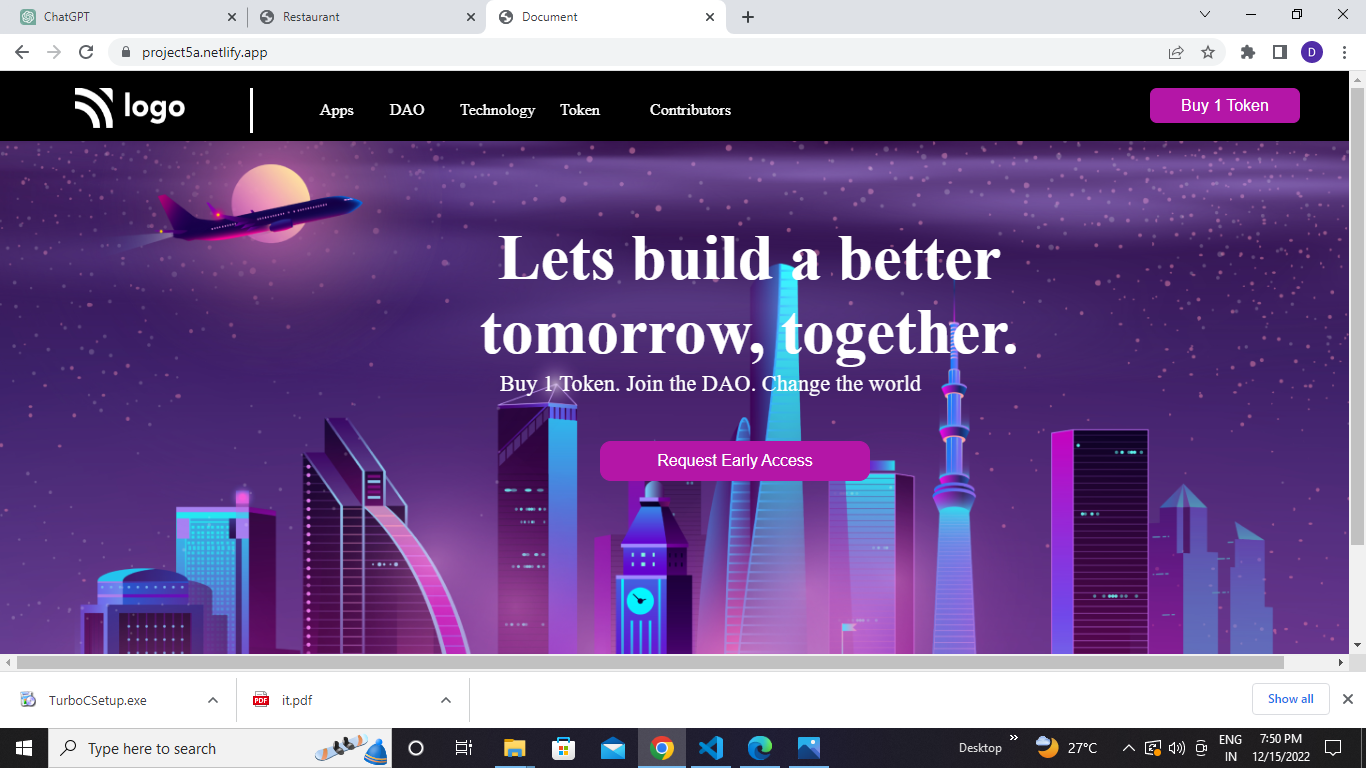 ChatGPT
Restaurant
Document
project5a.netlify.app
D
logo
Apps DAO Technology Token Contributors
Buy 1 Token
Lets build a better
tomorrow, together.
Buy 1 Token. Join the DAO. Change the world
Request Early Access
TurboCSetup.exe
PDF
it.pdf
Show all
Type here to search
Desktop
27°C
ENG
IN
7:50 PM
12/15/2022